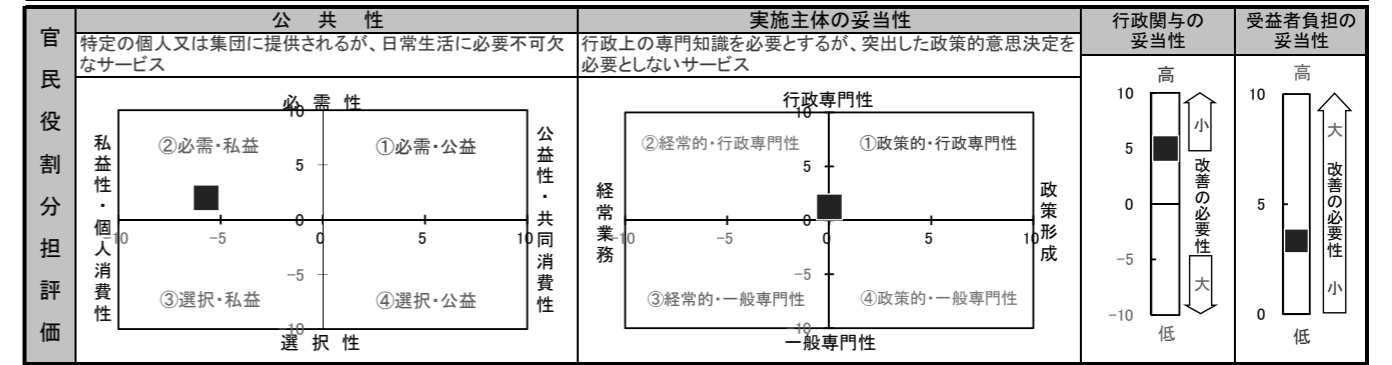 官民役割分担評価
公共性
特定の個人又は集団に提供されるが、日常生活に必要不可欠
なサービス
必需性
10
②必需・私益
①必需・公益
5
私益性・個人消費性
公益性・共同消費性
0
-10
-5
0
5
10
-5
③選択・私益
④選択・公益
-10
選択性
実施主体の妥当性
行政上の専門知識を必要とするが、突出した政策的意思決定を
必要としないサービス
行政専門性
10
②経常的・行政専門性
①政策的・行政専門性
5
経常業務
政策形成
0
-10
-5
0
5
10
-5
③経常的・一般専門性
④政策的・一般専門性
-10
一般専門性
行政関与の
妥当性
高
10
5
0
-5
-10
低
小
改善の必要性
大
受益者負担の
妥当性
高
10
5
0
低
大
改善の必要性
小